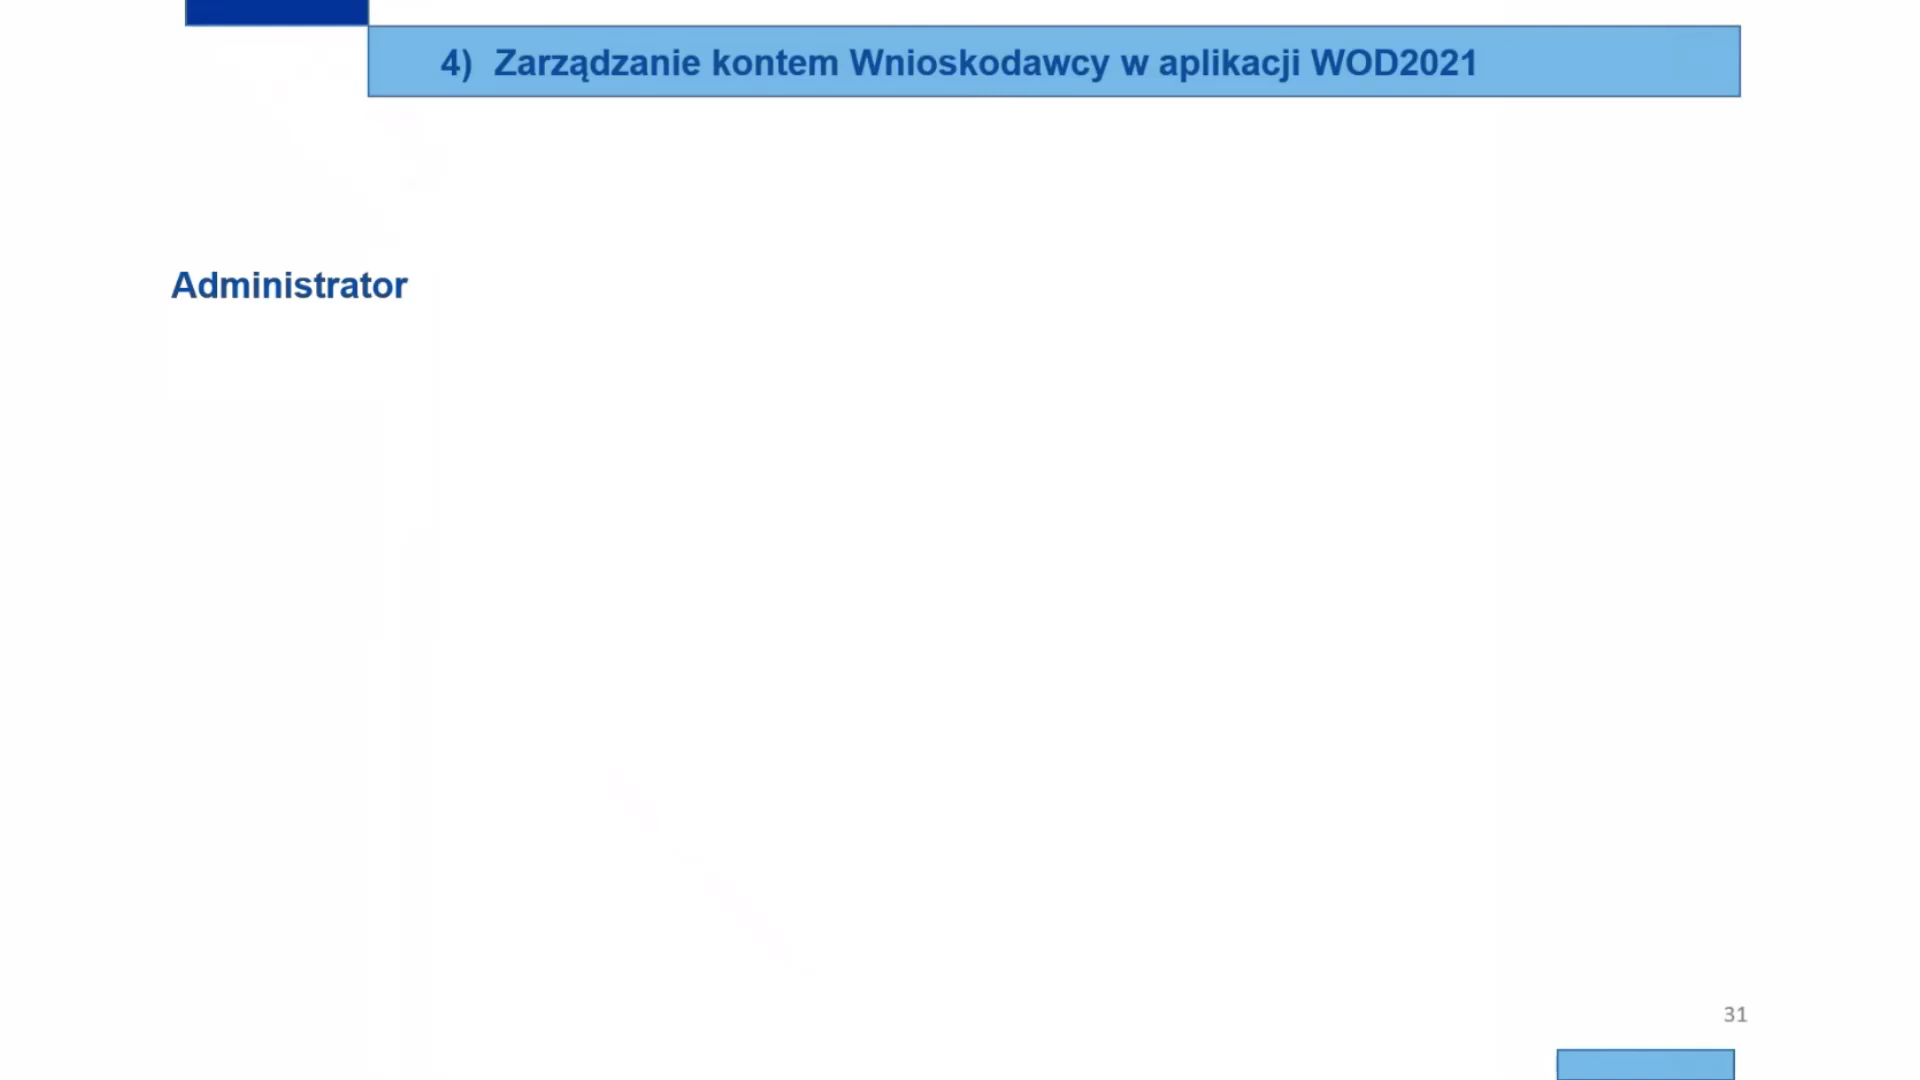 4) Zarządzanie kontem Wnioskodawcy w aplikacji WOD2021
Administrator
31